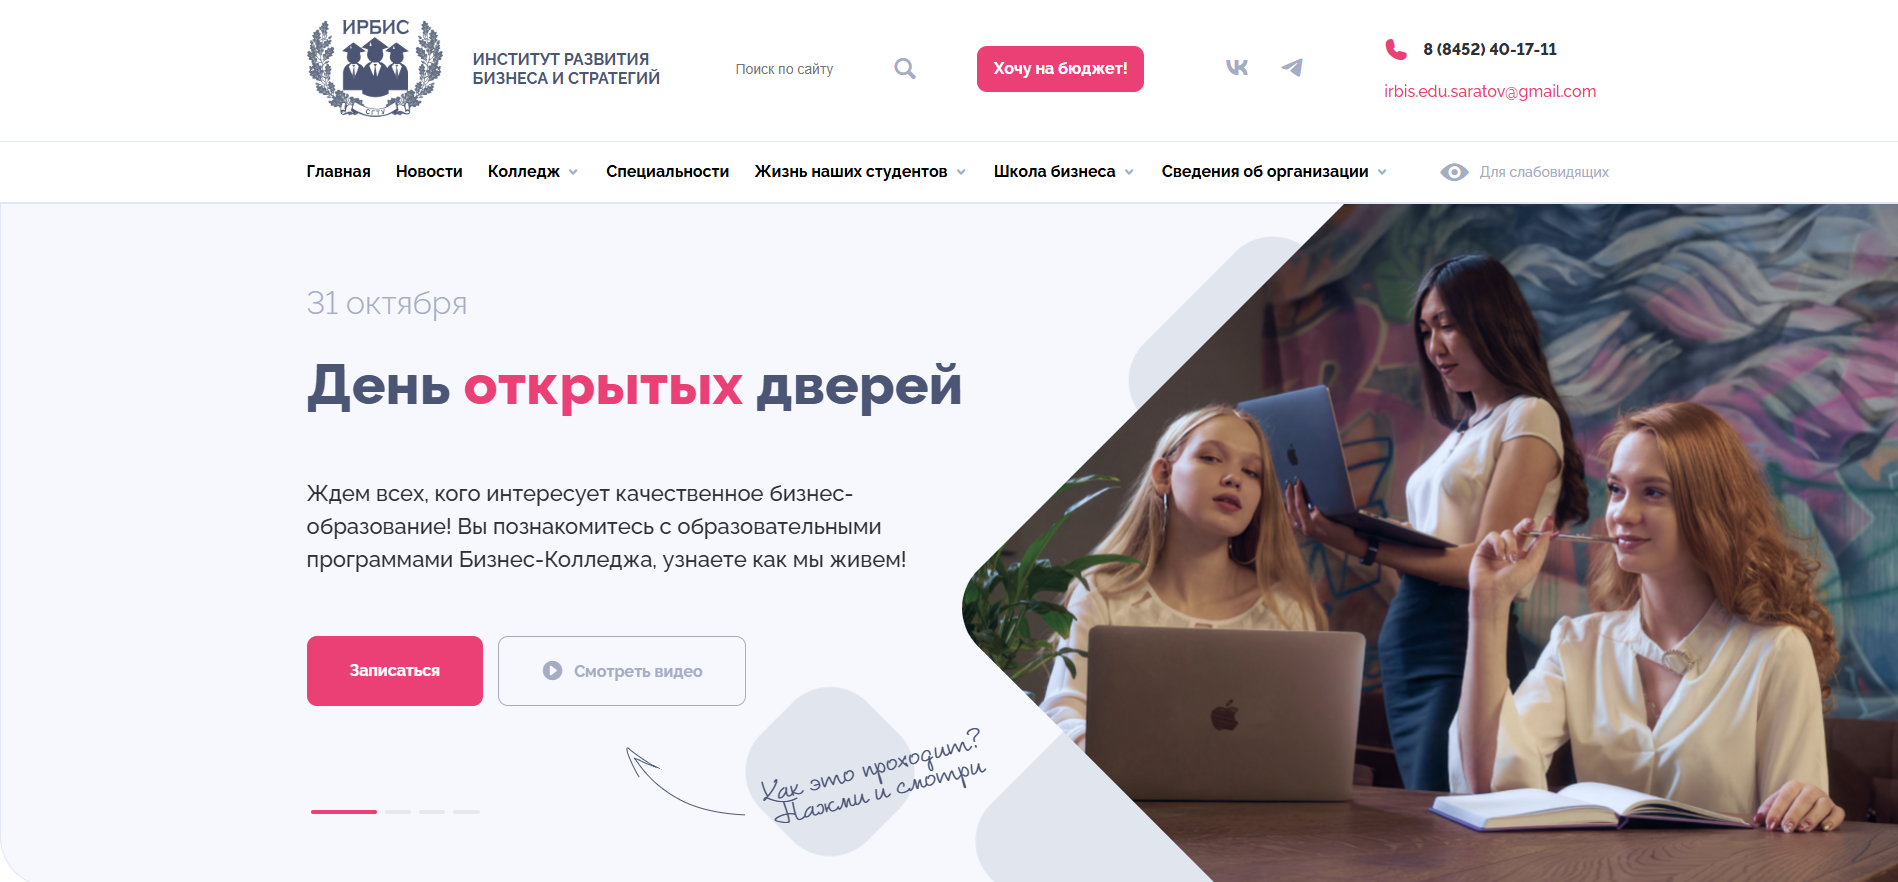 ИРБИС
СГТУ
ИНСТИТУТ РАЗВИТИЯ
БИЗНЕСА И СТРАТЕГИЙ
Поиск по сайту
Хочу на бюджет!
8 (8452) 40-17-11
irbis.edu.saratov@gmail.com
Главная Новости Колледж Специальности Жизнь наших студентов Школа бизнеса Сведения об организации Для слабовидящих
31 октября
День открытых дверей
Ждем всех, кого интересует качественное бизнес-
образование! Вы познакомитесь с образовательными
программами Бизнес-Колледжа, узнаете как мы живем!
Записаться
Смотреть видео
Как это проходит?
Нажми и смотри